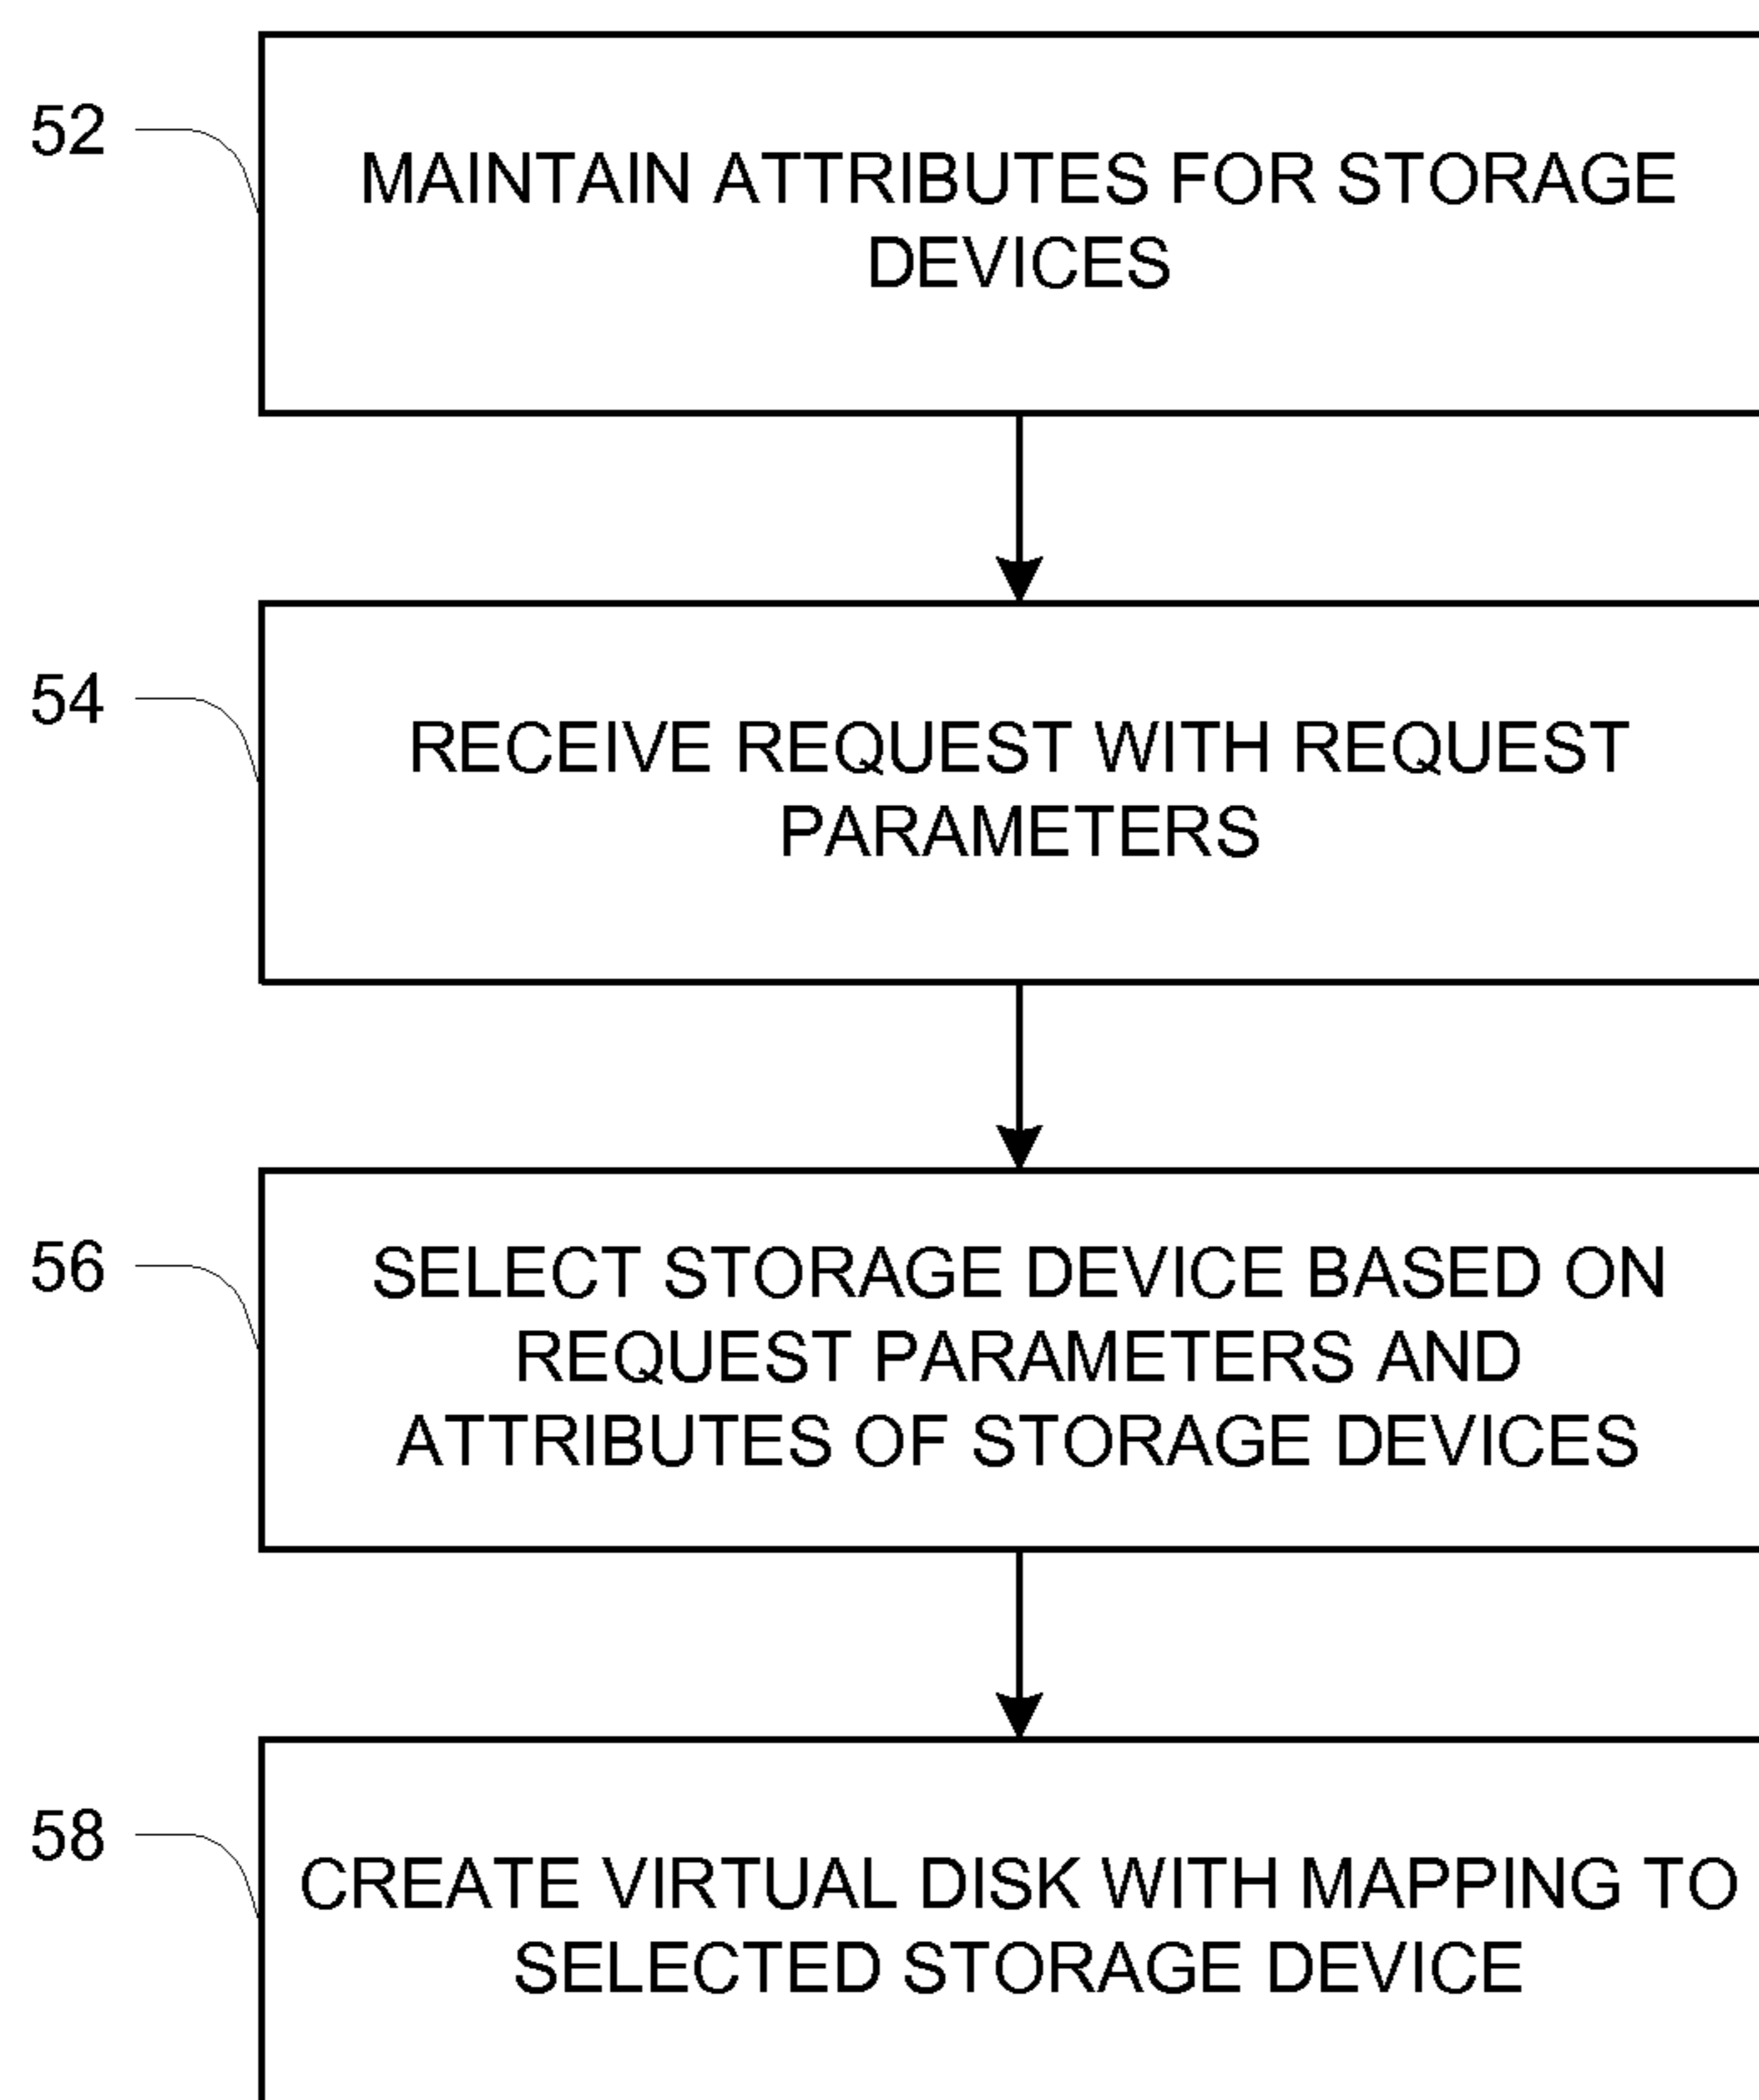 52
MAINTAIN ATTRIBUTES FOR STORAGE
DEVICES
54
RECEIVE REQUEST WITH REQUEST
PARAMETERS
56
SELECT STORAGE DEVICE BASED ON
REQUEST PARAMETERS AND
ATTRIBUTES OF STORAGE DEVICES
58
CREATE VIRTUAL DISK WITH MAPPING TO
SELECTED STORAGE DEVICE